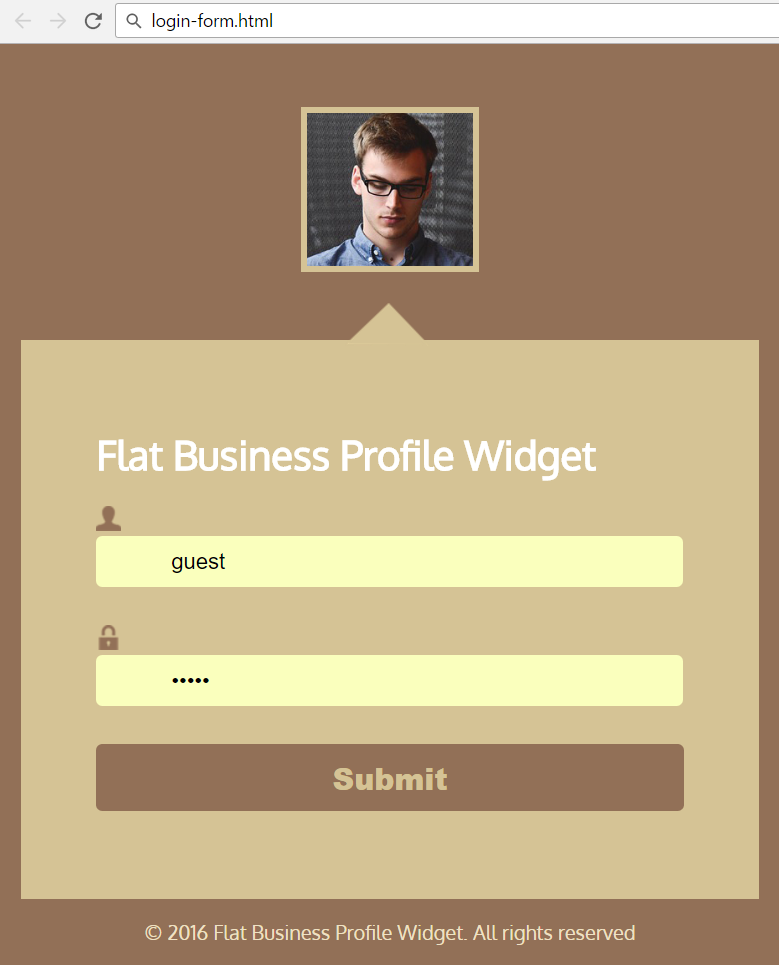 login-form.html
Flat Business Profile Widget
guest
•••••
Submit
© 2016 Flat Business Profile Widget. All rights reserved